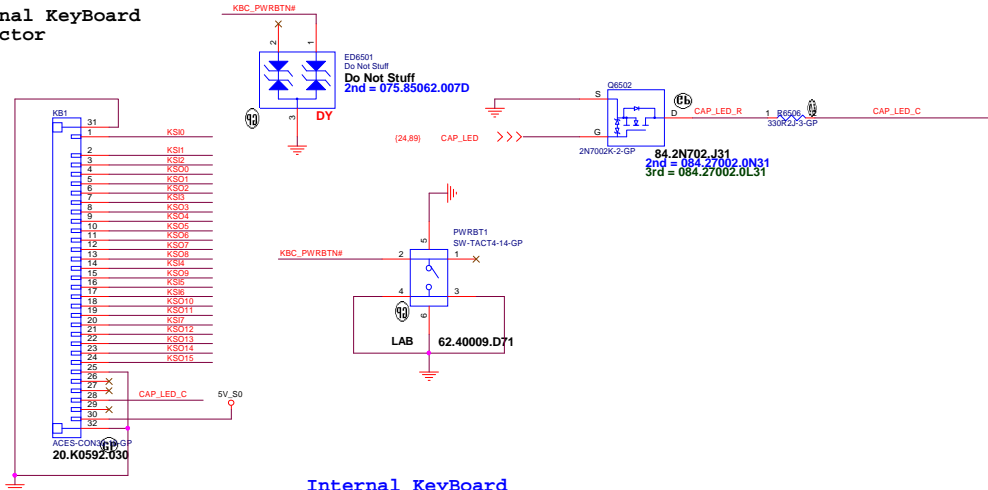 nal KeyBoard
ctor
KBC_PWRBTN#
2
1
3
ED6501
Do Not Stuff
Do Not Stuff
2nd = 075.85062.007D
DY
Q6502
S
G
D
2N7002K-2-GP
84.2N702.J31
2nd = 084.27002.0N31
3rd = 084.27002.0L31
(24,89) CAP_LED
CAP_LED_R
1 R6506 2
330R2J-3-GP
CAP_LED_C
KB1
31
1 KSI0
2 KSI1
3 KSI2
4 KSO0
5 KSO1
6 KSO2
7 KSI3
8 KSO3
9 KSO4
10 KSO5
11 KSO6
12 KSO7
13 KSO8
14 KSI4
15 KSO9
16 KSI5
17 KSI6
18 KSO10
19 KSO11
20 KSI7
21 KSO12
22 KSO13
23 KSO14
24 KSO15
25
26
27
28 CAP_LED_C
29
30
32
5V_S0
20.K0592.030
PWRBT1
SW-TACT4-14-GP
KBC_PWRBTN#
5
2
1
4
3
6
LAB
62.40009.D71
Internal KeyBoard